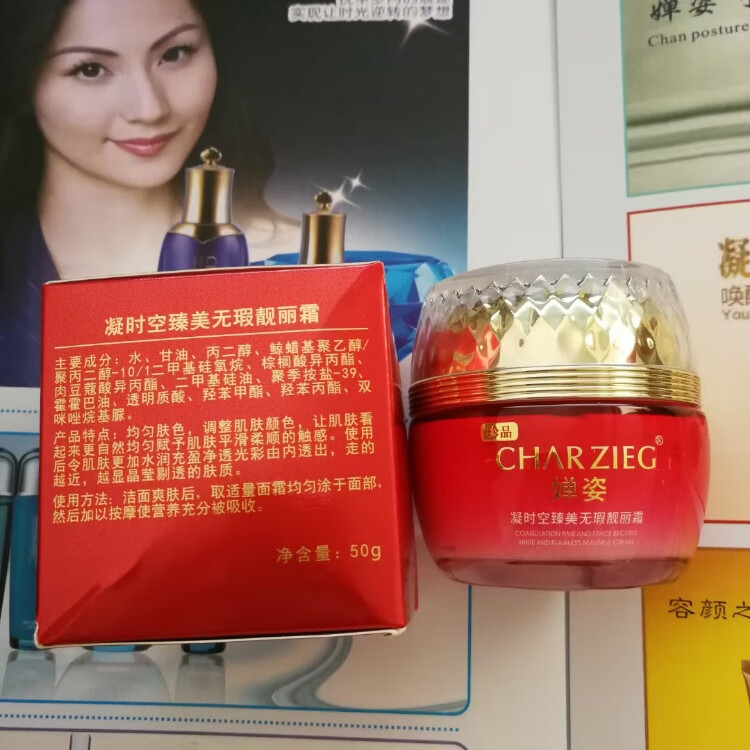 实现让时光逆转的梦想
婵姿
Chan posture
凝
唤醒
You
凝时空臻美无瑕靓丽霜
主要成分：水、甘油、丙二醇、鲸蜡基聚乙醇/
聚丙二醇-10/1二甲基硅氧烷、棕榈酸异丙酯、
肉豆蔻酸异丙酯、二甲基硅油、聚季按盐-39、
霍霍巴油、透明质酸、羟苯甲酯、羟苯丙酯、双
咪唑烷基脲。
产品特点：均匀肤色，调整肌肤颜色，让肌肤看
起来更自然均匀赋予肌肤平滑柔顺的触感。使用
后令肌肤更加水润充盈净透光彩由内透出，走的
越近，越显晶莹剔透的肤质。
使用方法：洁面爽肤后，取适量面霜均匀涂于面部，
然后加以按摩使营养充分被吸收。
净含量：50g
珍品
CHARZIEG®
婵姿
凝时空臻美无瑕靓丽霜
COAGULATION TIME AND SPACE BECOME
WHITE AND FLAWLESS BEAUTIFUL CREAM
容颜之